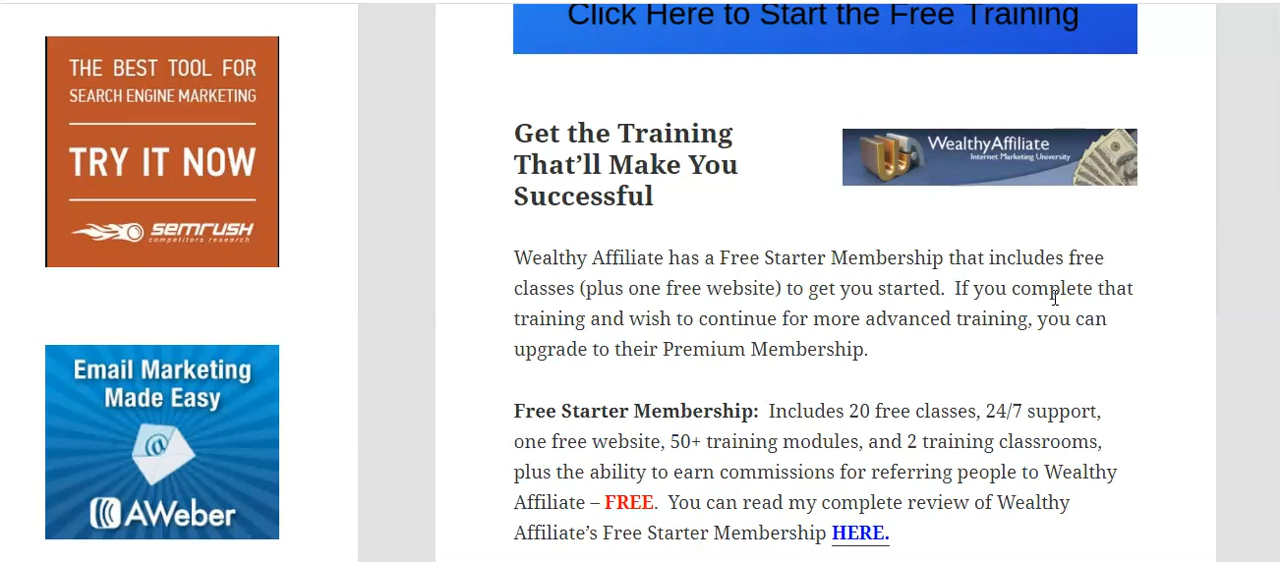 THE BEST TOOL FOR
SEARCH ENGINE MARKETING
TRY IT NOW
semrush
competitors research
Email Marketing
Made Easy
@
AWeber
Click Here to Start the Free Training
Get the Training
That’ll Make You
Successful
WealthyAffiliate
Internet Marketing University
Wealthy Affiliate has a Free Starter Membership that includes free
classes (plus one free website) to get you started.  If you complete that
training and wish to continue for more advanced training, you can
upgrade to their Premium Membership.
Free Starter Membership:  Includes 20 free classes, 24/7 support,
one free website, 50+ training modules, and 2 training classrooms,
plus the ability to earn commissions for referring people to Wealthy
Affiliate – FREE.  You can read my complete review of Wealthy
Affiliate’s Free Starter Membership HERE.